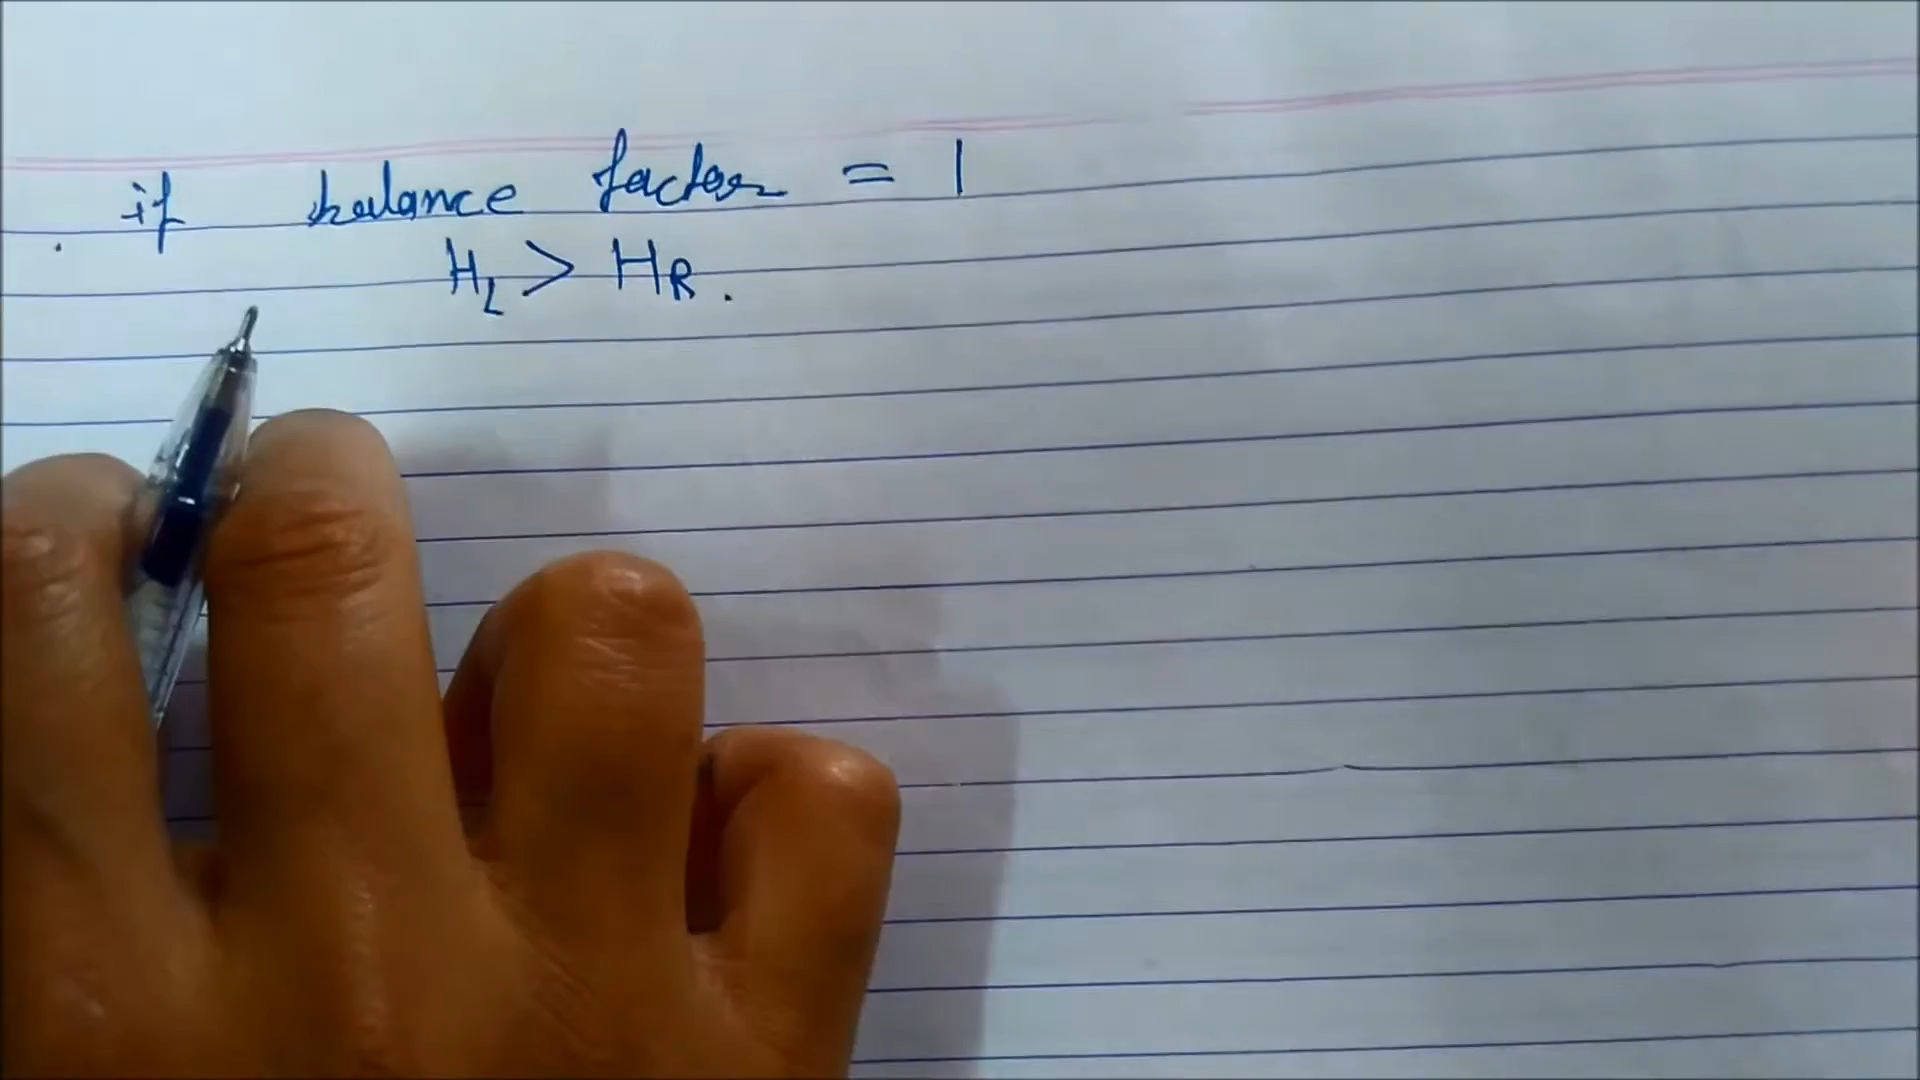 if balance factor = 1
H_L > H_R.